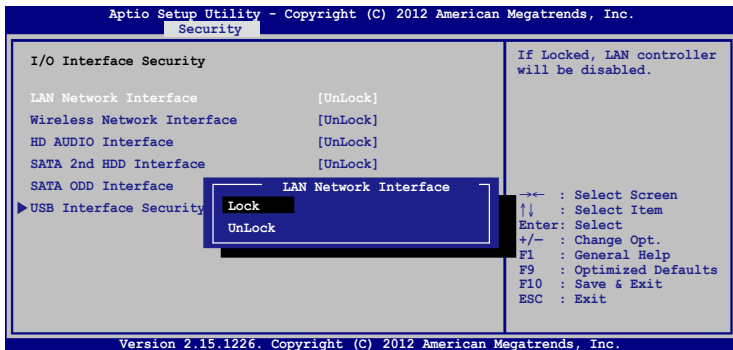 Aptio Setup Utility - Copyright (C) 2012 American Megatrends, Inc.
Security
I/O Interface Security
LAN Network Interface [UnLock]
Wireless Network Interface [UnLock]
HD AUDIO Interface [UnLock]
SATA 2nd HDD Interface [UnLock]
SATA ODD Interface
USB Interface Security
LAN Network Interface
Lock
UnLock
If Locked, LAN controller
will be disabled.
→← : Select Screen
↑↓ : Select Item
Enter: Select
+/— : Change Opt.
F1 : General Help
F9 : Optimized Defaults
F10 : Save & Exit
ESC : Exit
Version 2.15.1226. Copyright (C) 2012 American Megatrends, Inc.